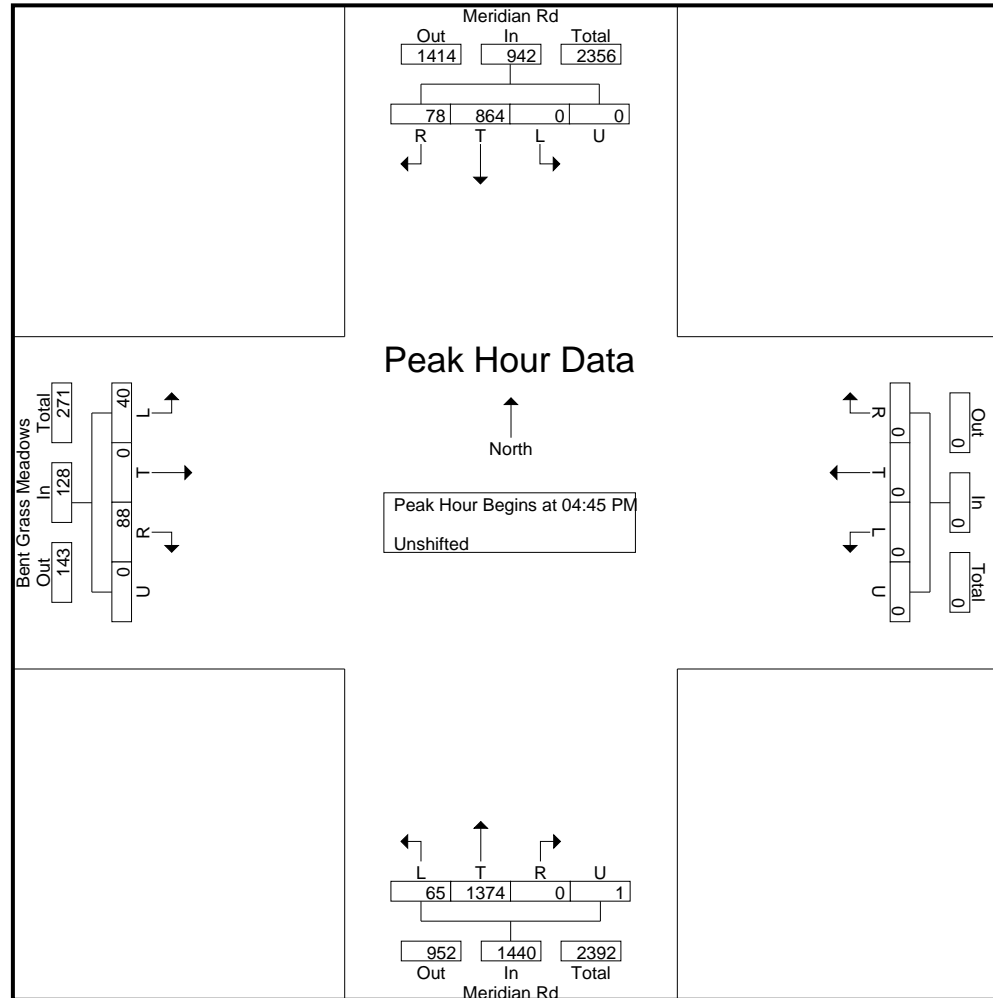 Meridian Rd
Out In Total
1414 942 2356
78 864 0 0
R T L U
Peak Hour Data
North
Peak Hour Begins at 04:45 PM
Unshifted
Bent Grass Meadows
Out In Total
143 128 271
40 0 88 0
L T R U
Out In Total
0 0 0
R T L U
0 0 0 0
L T R U
65 1374 0 1
952 1440 2392
Out In Total
Meridian Rd